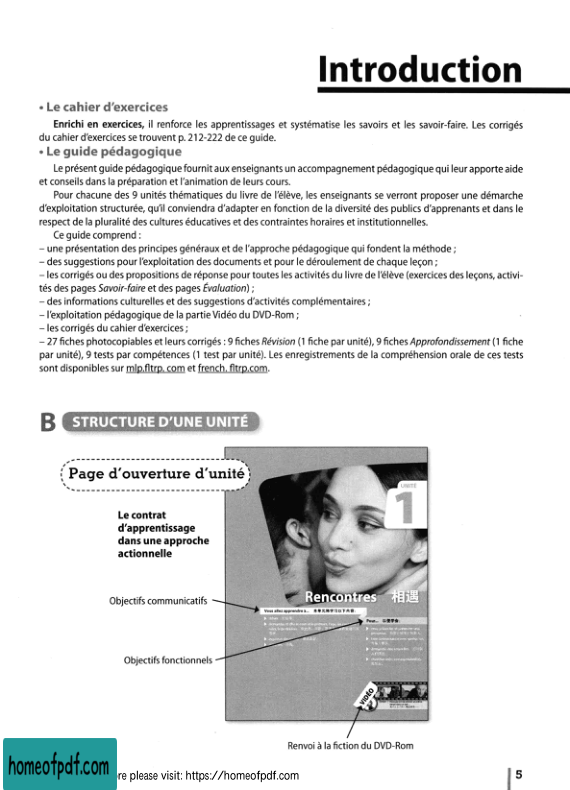 Introduction
• Le cahier d'exercices
Enrichi en exercices, il renforce les apprentissages et systématise les savoirs et les savoir-faire. Les corrigés
du cahier d'exercices se trouvent p. 212-222 de ce guide.
• Le guide pédagogique
Le présent guide pédagogique fournit aux enseignants un accompagnement pédagogique qui leur apporte aide
et conseils dans la préparation et l'animation de leurs cours.
Pour chacune des 9 unités thématiques du livre de l'élève, les enseignants se verront proposer une démarche
d'exploitation structurée, qu'il conviendra d'adapter en fonction de la diversité des publics d'apprenants et dans le
respect de la pluralité des cultures éducatives et des contraintes horaires et institutionnelles.
Ce guide comprend :
– une présentation des principes généraux et de l'approche pédagogique qui fondent la méthode ;
– des suggestions pour l'exploitation des documents et pour le déroulement de chaque leçon ;
– les corrigés ou des propositions de réponse pour toutes les activités du livre de l'élève (exercices des leçons, activi-
tés des pages Savoir-faire et des pages Évaluation) ;
– des informations culturelles et des suggestions d'activités complémentaires ;
– l'exploitation pédagogique de la partie Vidéo du DVD-Rom ;
– les corrigés du cahier d'exercices ;
– 27 fiches photocopiables et leurs corrigés : 9 fiches Révision (1 fiche par unité), 9 fiches Approfondissement (1 fiche
par unité), 9 tests par compétences (1 test par unité). Les enregistrements de la compréhension orale de ces tests
sont disponibles sur mlp.fltrp. com et french. fltrp.com.
B STRUCTURE D'UNE UNITÉ
Page d'ouverture d'unité
UNITÉ
1
Le contrat
d'apprentissage
dans une approche
actionnelle
Rencontres 相遇
Objectifs communicatifs
Vous allez apprendre à...
Pour...
Objectifs fonctionnels
vidéo
Renvoi à la fiction du DVD-Rom
homeofpdf.com
re please visit: https://homeofpdf.com
5